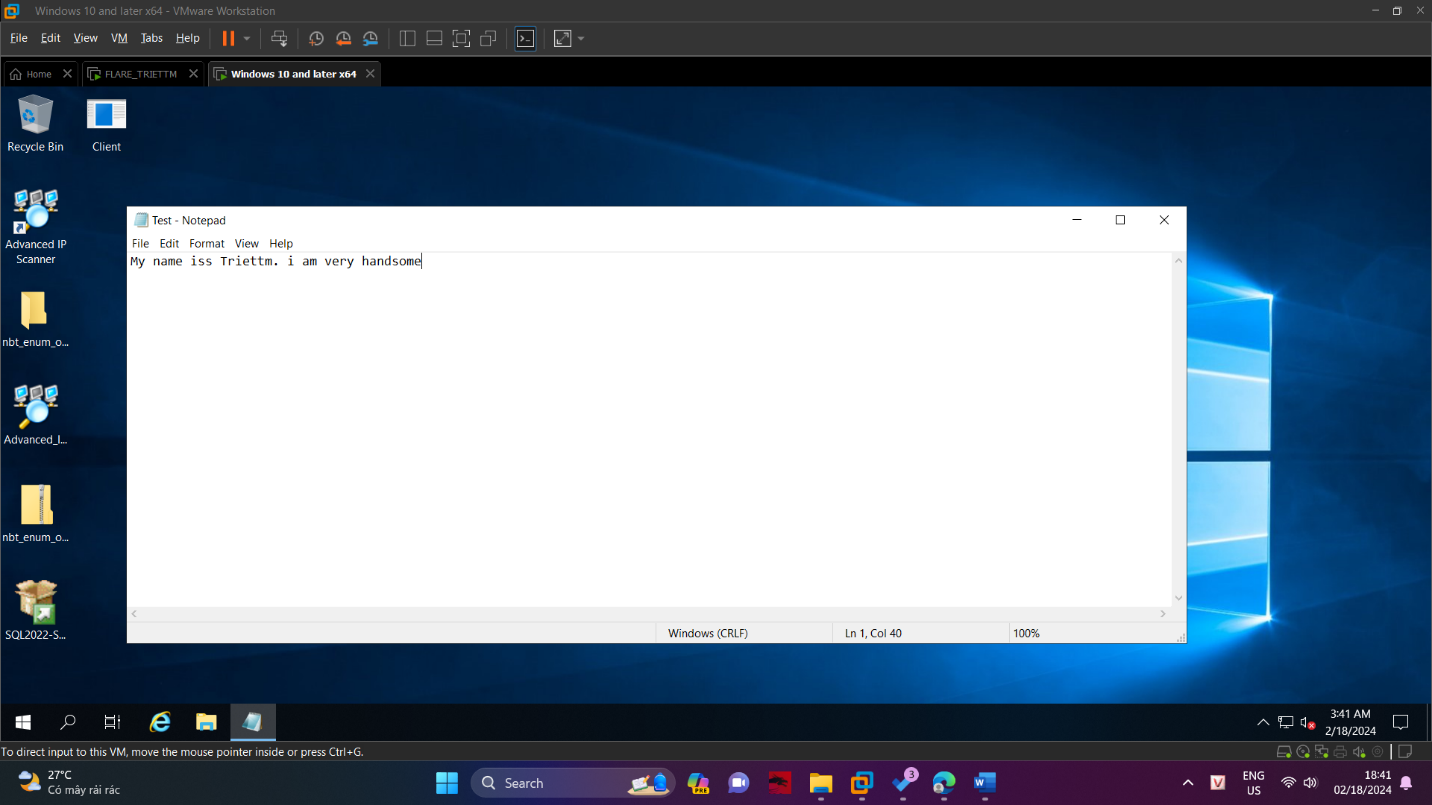 Windows 10 and later x64 - VMware Workstation
File Edit View VM Tabs Help
Home FLARE_TRIETTM Windows 10 and later x64
Recycle Bin
Client
Advanced IP Scanner
nbt_enum_o...
Advanced_I...
nbt_enum_o...
SQL2022-S...
Test - Notepad
File Edit Format View Help
My name iss Triettm. i am very handsome
Windows (CRLF) Ln 1, Col 40 100%
3:41 AM
2/18/2024
To direct input to this VM, move the mouse pointer inside or press Ctrl+G.
27°C
Có mây rải rác
Search
PRE
3
V
ENG
US
18:41
02/18/2024